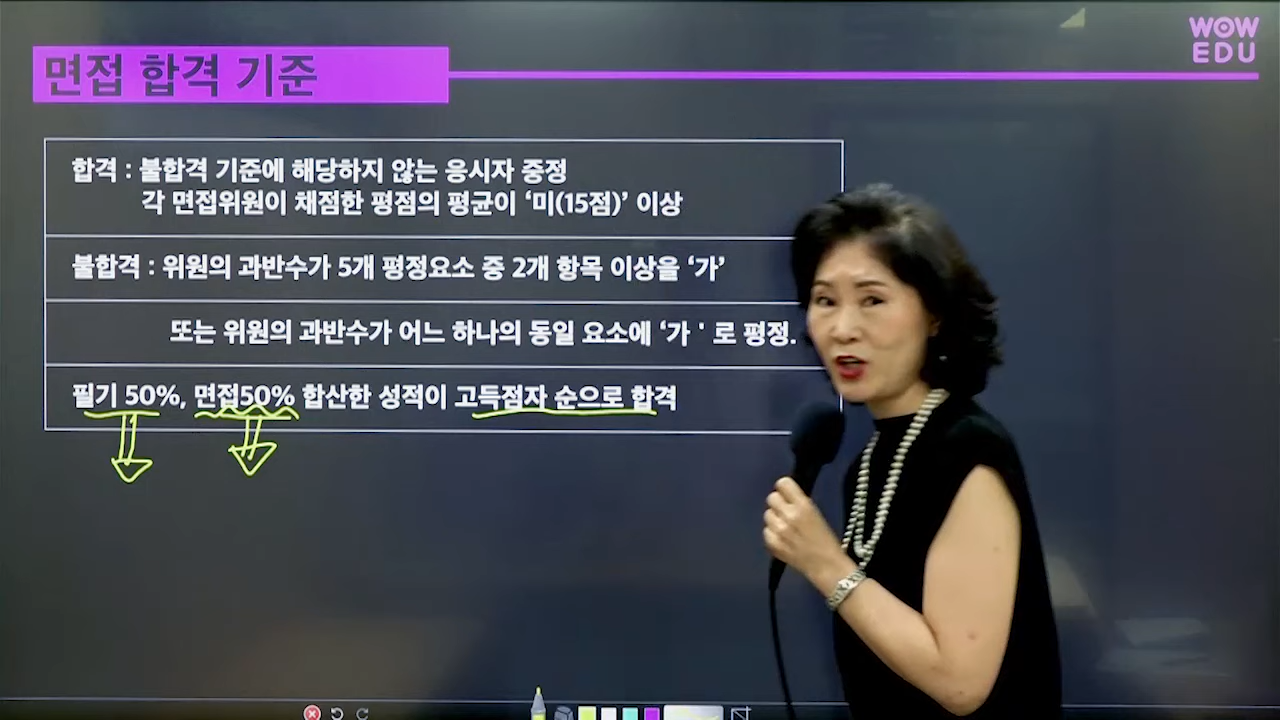 면접 합격 기준
WOW
EDU
합격 : 불합격 기준에 해당하지 않는 응시자 중정
각 면접위원이 채점한 평점의 평균이 ‘미(15점)’ 이상
불합격 : 위원의 과반수가 5개 평정요소 중 2개 항목 이상을 ‘가’
또는 위원의 과반수가 어느 하나의 동일 요소에 ‘가 ' 로 평정.
필기 50%, 면접50% 합산한 성적이 고득점자 순으로 합격